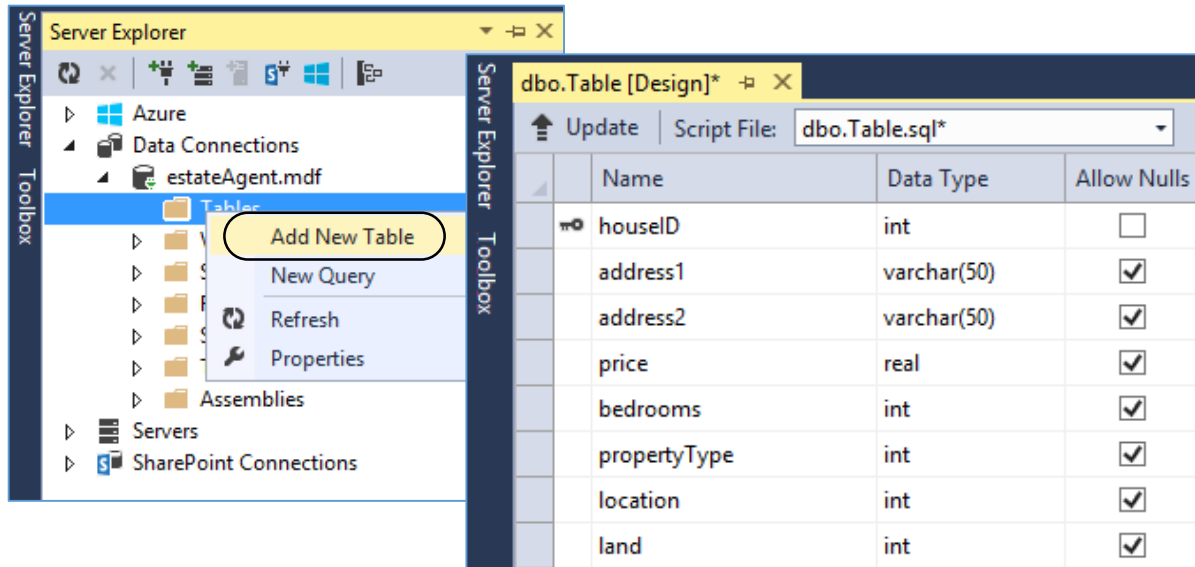 Server Explorer
Toolbox
Server Explorer
Azure
Data Connections
estateAgent.mdf
Tables
Add New Table
New Query
Refresh
Properties
Assemblies
Servers
SharePoint Connections
Server Explorer
Toolbox
dbo.Table [Design]*
Update Script File: dbo.Table.sql*
Name Data Type Allow Nulls
houseID int
address1 varchar(50)
address2 varchar(50)
price real
bedrooms int
propertyType int
location int
land int